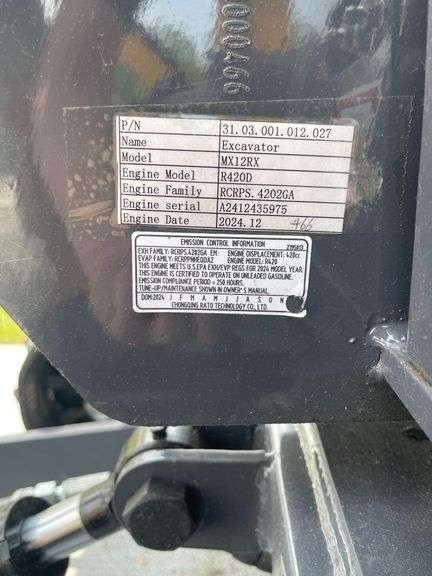 000466
P/N 31.03.001.012.027
Name Excavator
Model MX12RX
Engine Model R420D
Engine Family RCRPS.4202GA
Engine serial A2412435975
Engine Date 2024.12 466
EMISSION CONTROL INFORMATION
EXH FAMILY: RCRPS.4202GA EM ENGINE DISPLACEMENT: 420cc
EVAP FAMILY: RCRPPNHEQDA2 ENGINE MODEL: R420
THIS ENGINE MEETS U.S.EPA EXH/EVP REGS FOR 2024 MODEL YEAR.
THIS ENGINE IS CERTIFIED TO OPERATE ON UNLEADED GASOLINE.
EMISSION COMPLIANCE PERIOD = 250 HOURS.
TUNE-UP/MAINTENANCE SHOWN IN OWNER'S MANUAL.
DOM 2024 J F M A M J J A S O N
CHONGQING RATO TECHNOLOGY CO., LTD.